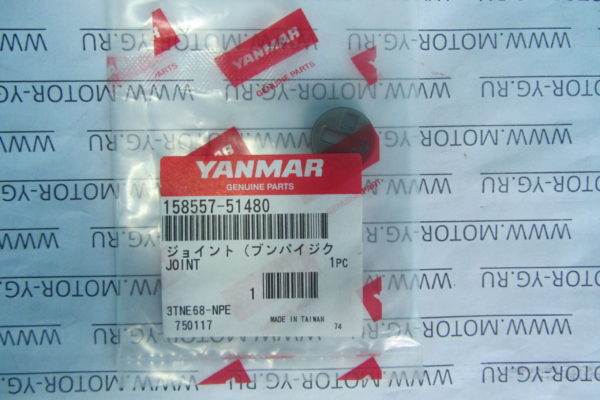 YANMAR
GENUINE PARTS
YANMAR
GENUINE PARTS
158557-51480
ジョイント(ブンパイジク
JOINT 1PC
1
3TNE68-NPE
750117 MADE IN TAIWAN 74
WWW.MOTOR-YG.RU